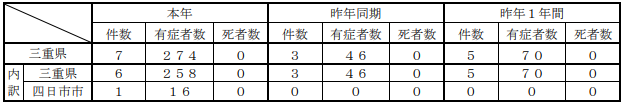 本年 昨年同期 昨年１年間
件数 有症者数 死者数 件数 有症者数 死者数 件数 有症者数 死者数
三重県 ７ ２７４ ０ ３ ４６ ０ ５ ７０ ０
内訳 三重県 ６ ２５８ ０ ３ ４６ ０ ５ ７０ ０
四日市市 １ １６ ０ ０ ０ ０ ０ ０ ０